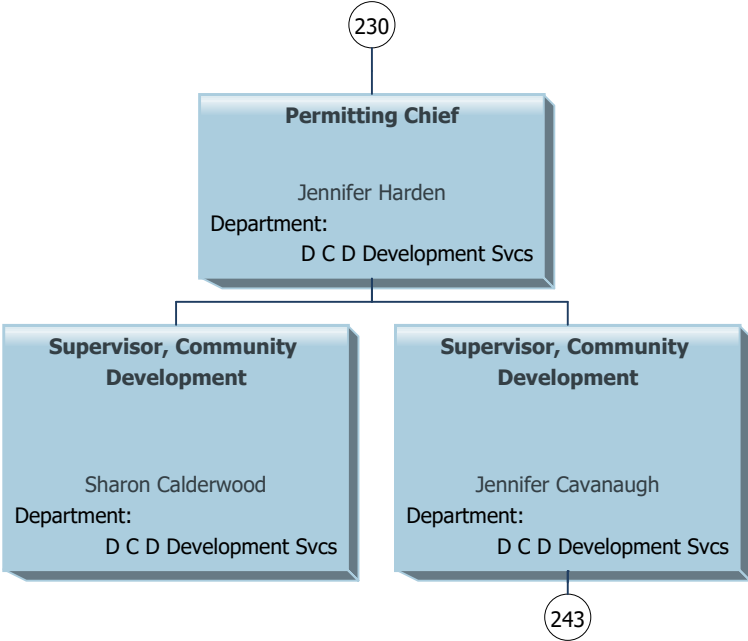 230
Permitting Chief
Jennifer Harden
Department:
D C D Development Svcs
Supervisor, Community
Development
Sharon Calderwood
Department:
D C D Development Svcs
Supervisor, Community
Development
Jennifer Cavanaugh
Department:
D C D Development Svcs
243